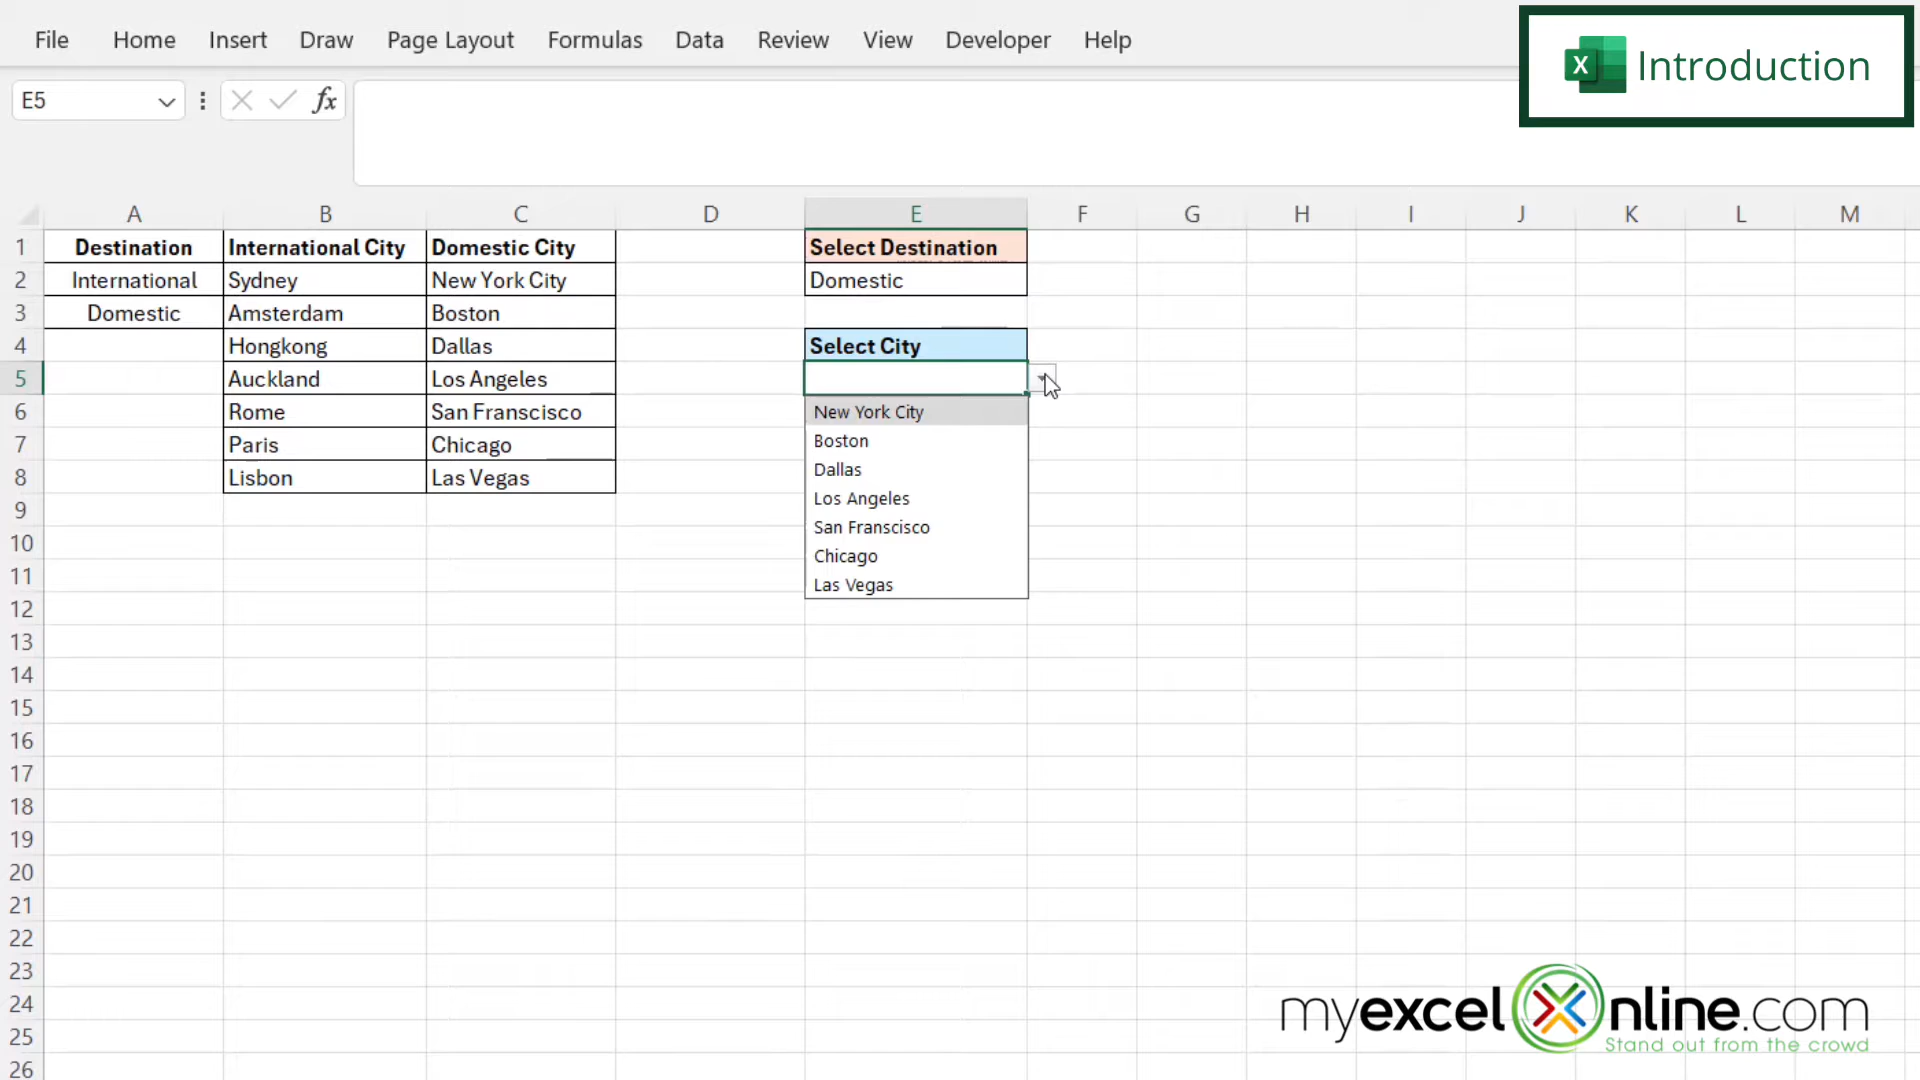 File Home Insert Draw Page Layout Formulas Data Review View Developer Help
X Introduction
E5 fx
A B C D E F G H I J K L M
1 Destination International City Domestic City Select Destination
2 International Sydney New York City Domestic
3 Domestic Amsterdam Boston
4 Hongkong Dallas Select City
5 Auckland Los Angeles
6 Rome San Franscisco New York City
Boston
7 Paris Chicago
Dallas
8 Lisbon Las Vegas
Los Angeles
9
San Franscisco
10
Chicago
11
Las Vegas
12
13
14
15
16
17
18
19
20
21
22
23
24
25
26
myexcelonline.com
Stand out from the crowd